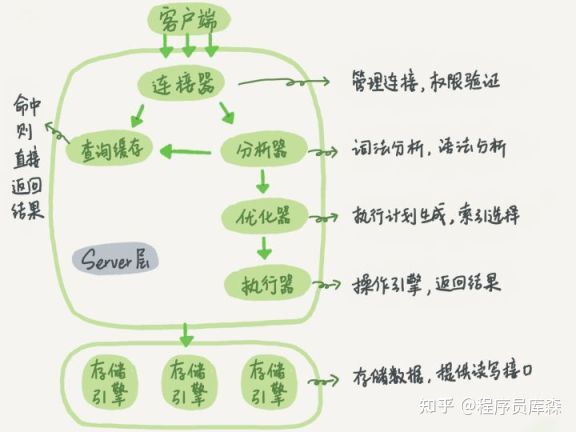 客户端
连接器
管理连接,权限验证
命中
则
直接
返回
结果
查询缓存
分析器
词法分析,语法分析
优化器
执行计划生成,索引选择
Server层
执行器
操作引擎,返回结果
存储
引擎
存储
引擎
存储
引擎
存储数据,提供读写接口
知乎 @程序员库森